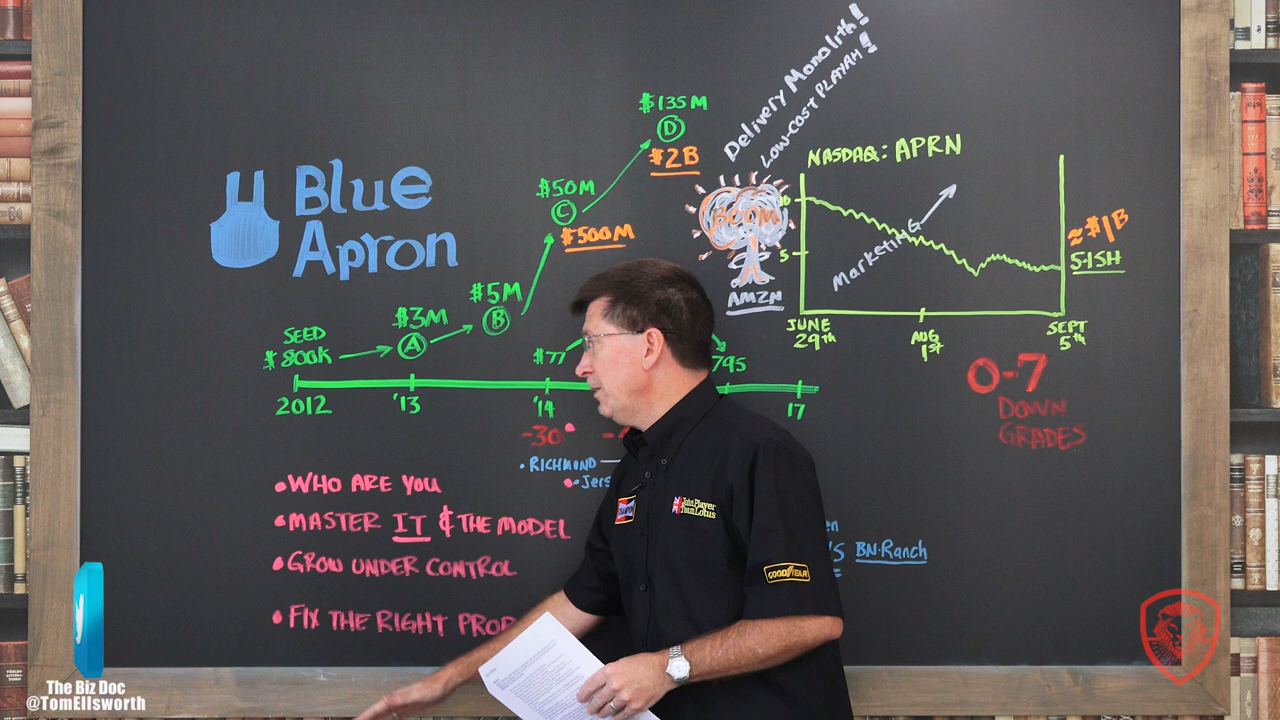 Delivery Monolith!
Low-Cost PLAYAH!
Blue
Apron
SEED
$800K
$3M
A
$5M
B
$50M
C
$500M
$135M
D
$2B
BOOM
AMZN
NASDAQ: APRN
10
5
Marketing
≈$1B
5.15H
JUNE
29th
AUG
1st
SEPT
5th
$77
795
2012
'13
'14
17
-30
RICHMOND
0-7
DOWN
GRADES
•WHO ARE YOU
•MASTER IT & THE MODEL
•GROW UNDER CONTROL
•FIX THE RIGHT
BN·Ranch
CHAMPION
John Player
Team Lotus
GOODYEAR
The Biz Doc
@TomEllsworth